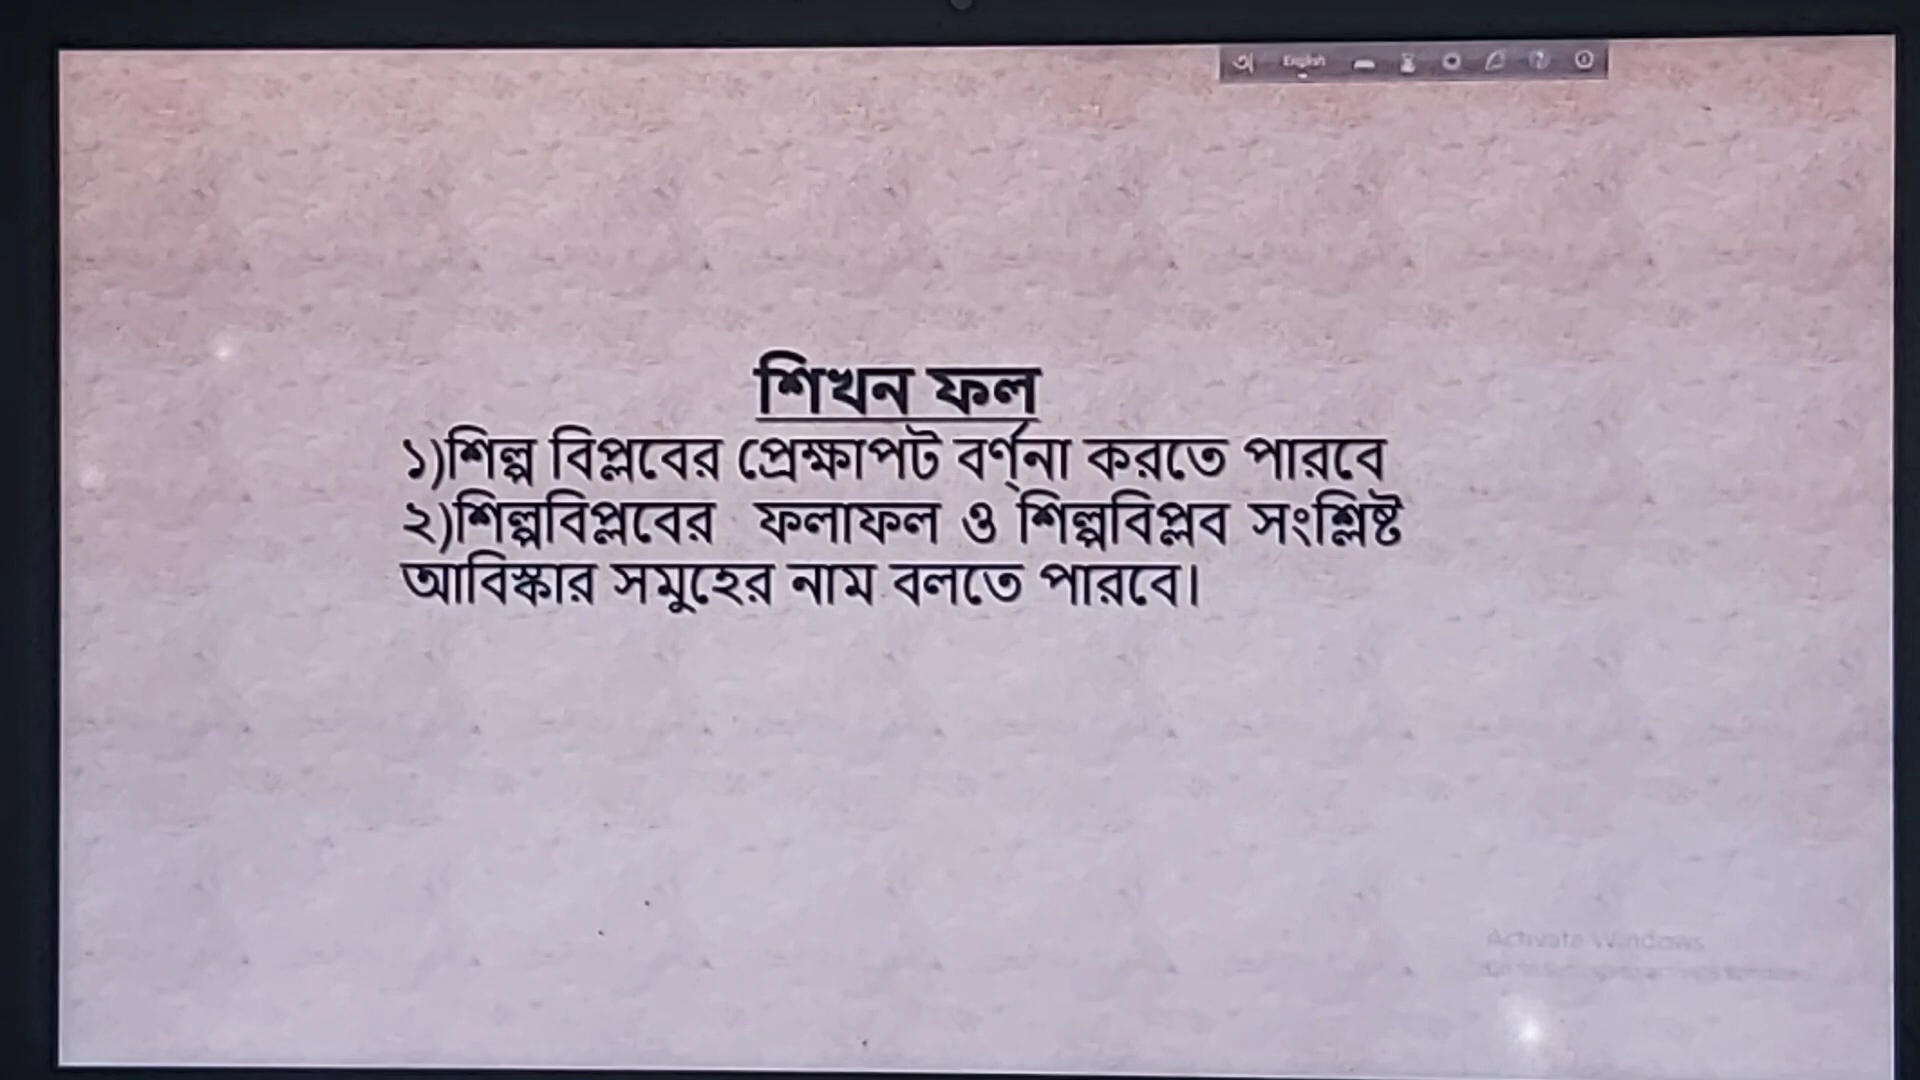 অ English
শিখন ফল
১)শিল্প বিপ্লবের প্রেক্ষাপট বর্ণ্না করতে পারবে
২)শিল্পবিপ্লবের ফলাফল ও শিল্পবিপ্লব সংশ্লিষ্ট
আবিস্কার সমুহের নাম বলতে পারবে।
Activate Windows